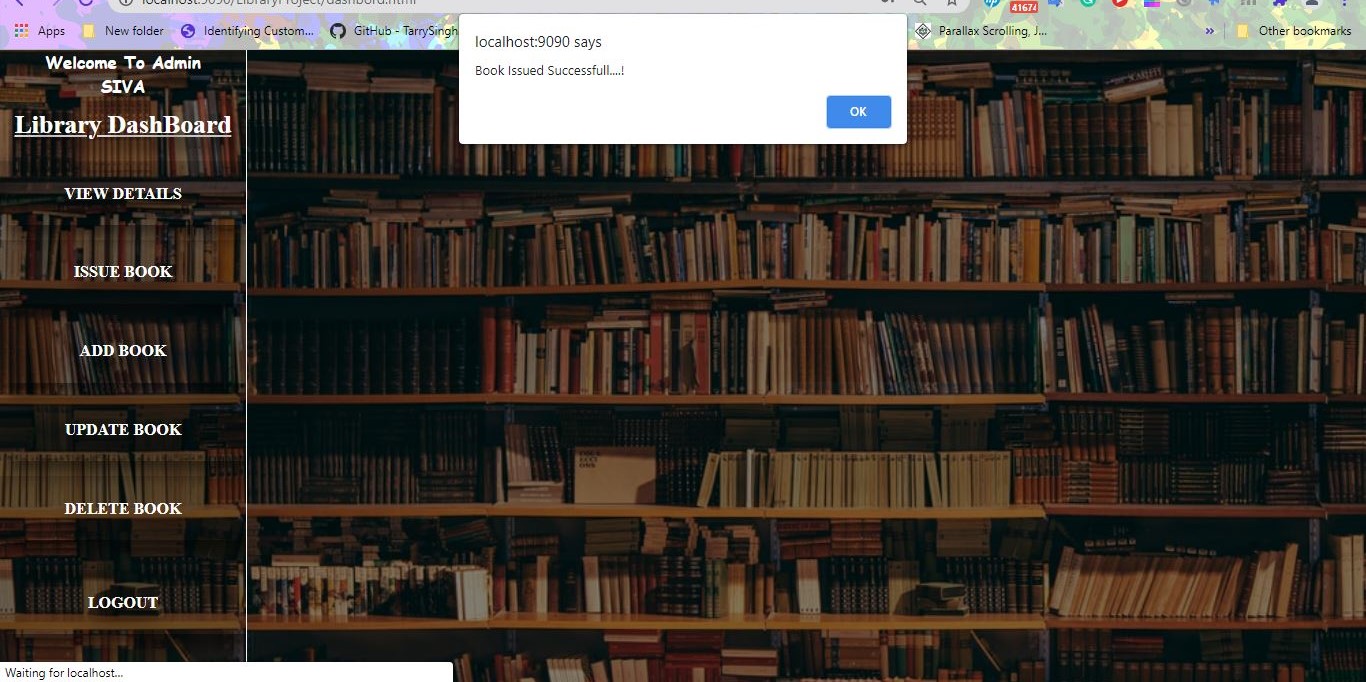 localhost:9090/LibraryProject/dashbord.html
41674
Apps
New folder
Identifying Custom...
GitHub - TarrySingh
Parallax Scrolling, J...
»
Other bookmarks
localhost:9090 says
Book Issued Successfull....!
OK
Welcome To Admin
SIVA
Library DashBoard
VIEW DETAILS
ISSUE BOOK
ADD BOOK
UPDATE BOOK
DELETE BOOK
LOGOUT
Waiting for localhost...